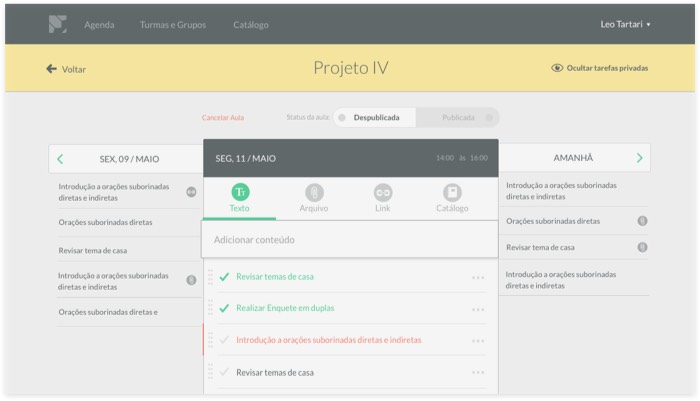 Agenda
Turmas e Grupos
Catálogo
Leo Tartari
Voltar
Projeto IV
Ocultar tarefas privadas
Cancelar Aula
Status da aula:
Despublicada
Publicada
SEX, 09 / MAIO
Introdução a orações suborinadas
diretas e indiretas
Orações suborinadas diretas
Revisar tema de casa
Introdução a orações suborinadas
diretas e indiretas
Orações suborinadas diretas e
SEG, 11 / MAIO
14:00 às 16:00
Tt
Texto
Arquivo
Link
Catálogo
Adicionar conteúdo
Revisar temas de casa
Realizar Enquete em duplas
Introdução a orações suborinadas diretas e indiretas
Revisar temas de casa
AMANHÃ
Introdução a orações suborinadas
diretas e indiretas
Orações suborinadas diretas
Revisar tema de casa
Introdução a orações suborinadas
diretas e indiretas